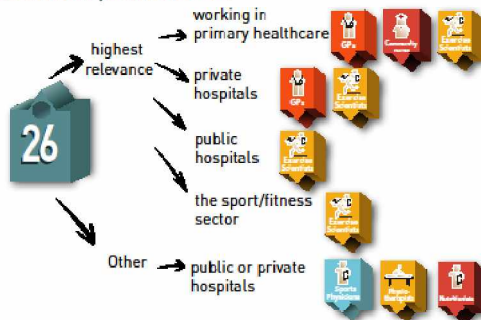 working in
primary healthcare
GPs
Community
Exercise
Scientists
highest
relevance
private
hospitals
GPs
Exercise
Scientists
26
public
hospitals
Exercise
Scientists
the sport/fitness
sector
Exercise
Scientists
Other
public or private
hospitals
Sports
Physicians
Physio-
therapists
Nutritionists